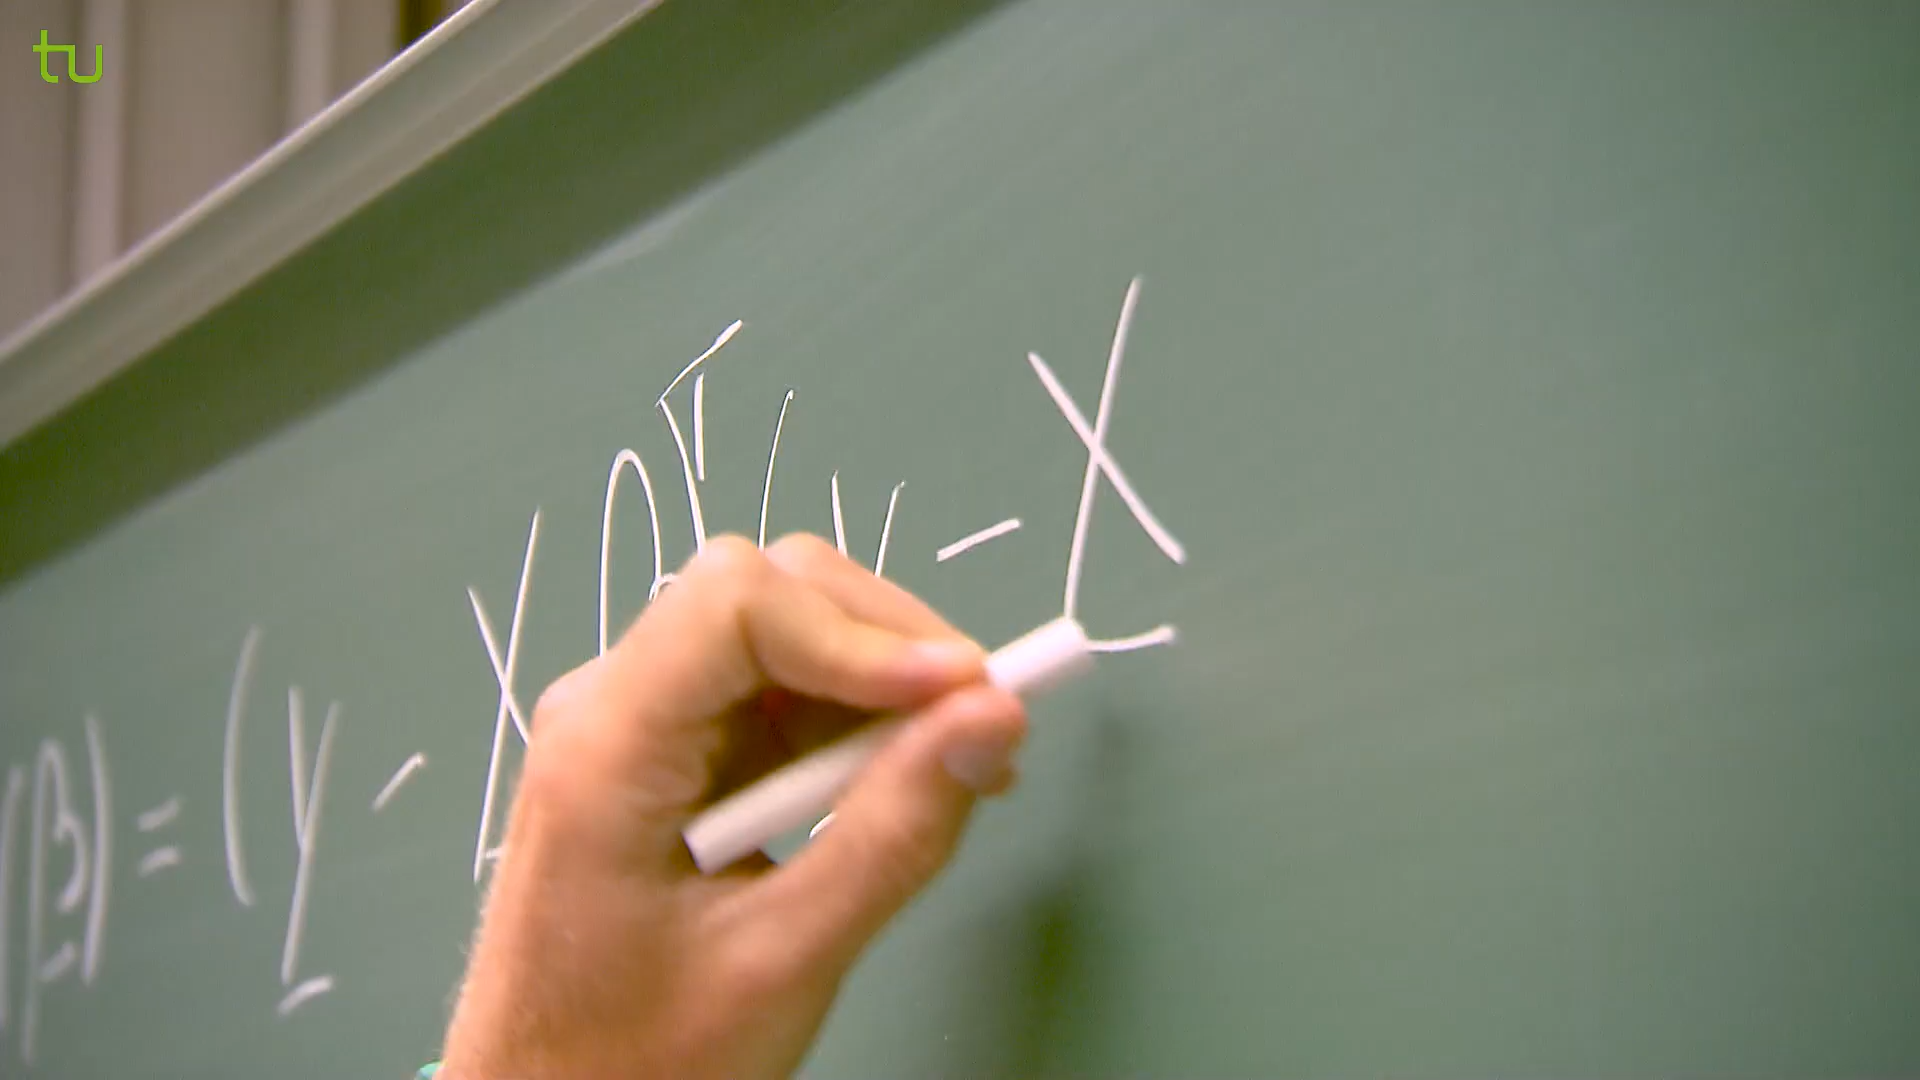 tu
(β) = (y - Xβ)ᵀ(y - X